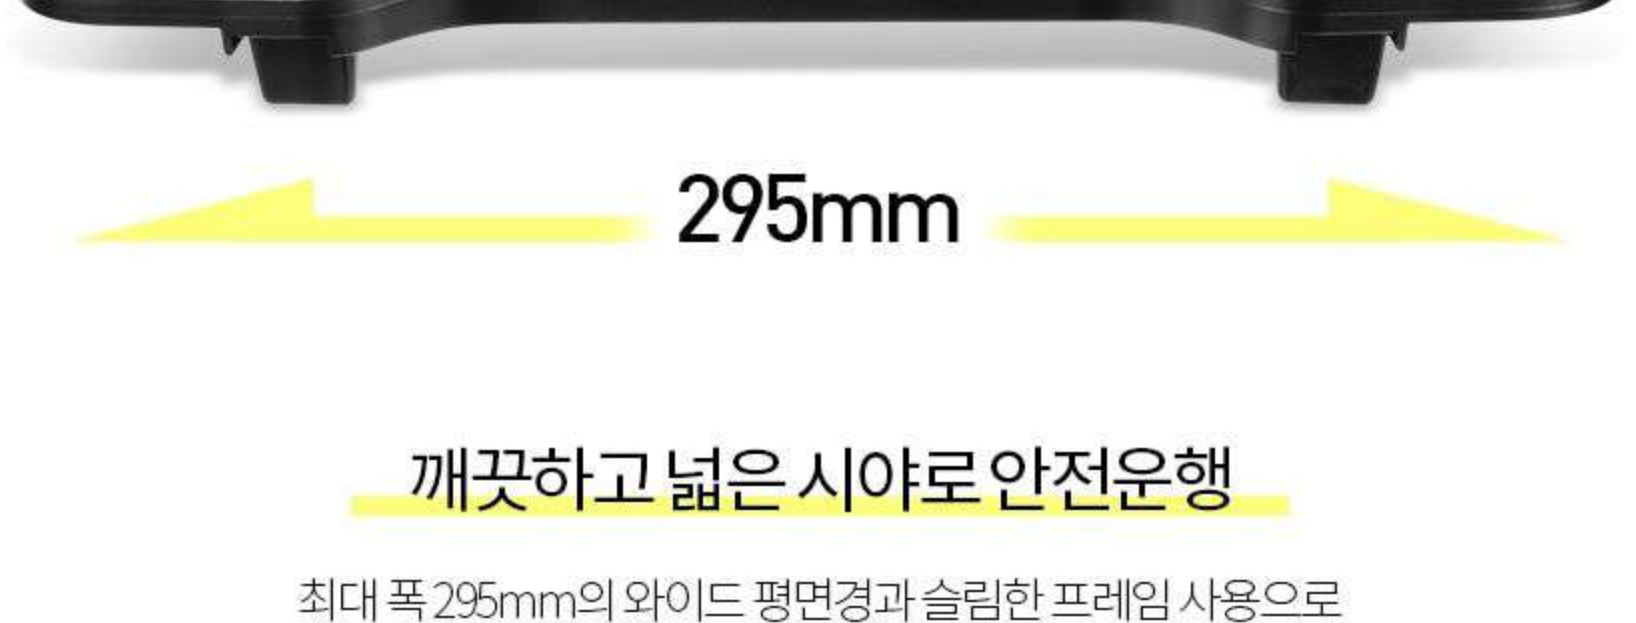 295mm
깨끗하고 넓은 시야로 안전운행
최대 폭 295mm의 와이드 평면경과 슬림한 프레임 사용으로